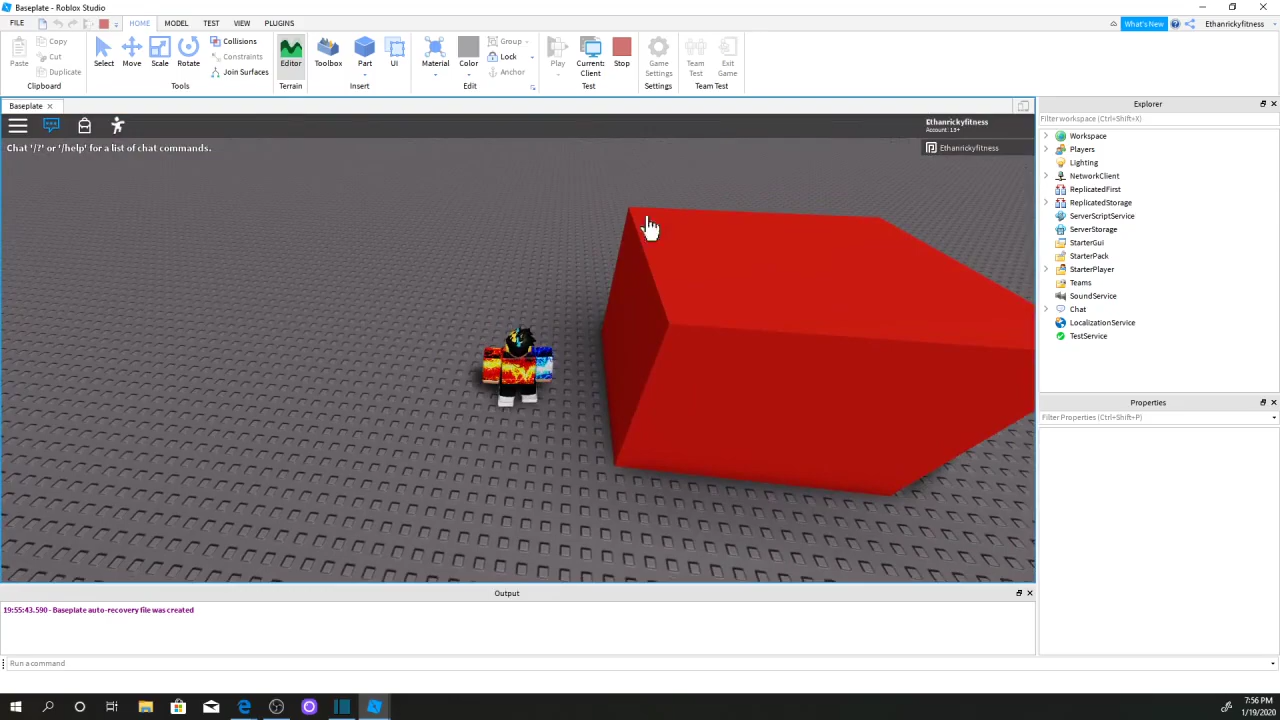 Baseplate - Roblox Studio
FILE HOME MODEL TEST VIEW PLUGINS What's New Ethanrickyfitness
Paste Copy Cut Duplicate
Clipboard
Select Move Scale Rotate Collisions Constraints Join Surfaces
Tools
Editor
Terrain
Toolbox Part UI
Insert
Material Color Group Lock Anchor
Edit
Play Current: Client Stop
Test
Game Settings
Settings
Team Test Exit Game
Team Test
Baseplate
Ethanrickyfitness
Account: 13+
Chat '/?' or '/help' for a list of chat commands.
Ethanrickyfitness
Explorer
Filter workspace (Ctrl+Shift+X)
Workspace
Players
Lighting
NetworkClient
ReplicatedFirst
ReplicatedStorage
ServerScriptService
ServerStorage
StarterGui
StarterPack
StarterPlayer
Teams
SoundService
Chat
LocalizationService
TestService
Properties
Filter Properties (Ctrl+Shift+P)
Output
19:55:43.590 - Baseplate auto-recovery file was created
Run a command
7:56 PM
1/19/2020